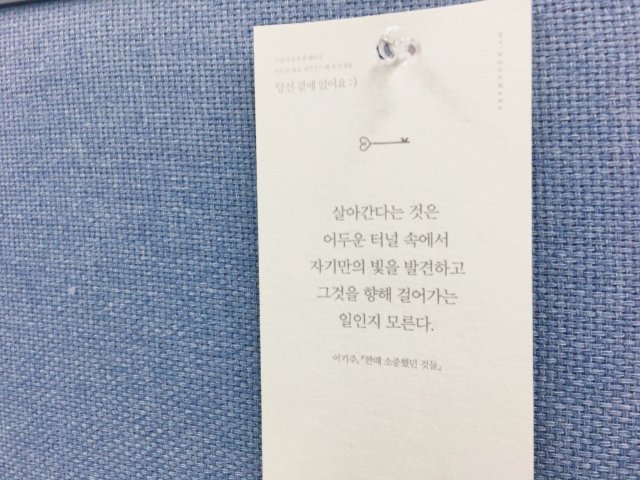 당신 곁에 있어요 :)
살아간다는 것은
어두운 터널 속에서
자기만의 빛을 발견하고
그것을 향해 걸어가는
일인지 모른다.
이기주, 『한때 소중했던 것들』